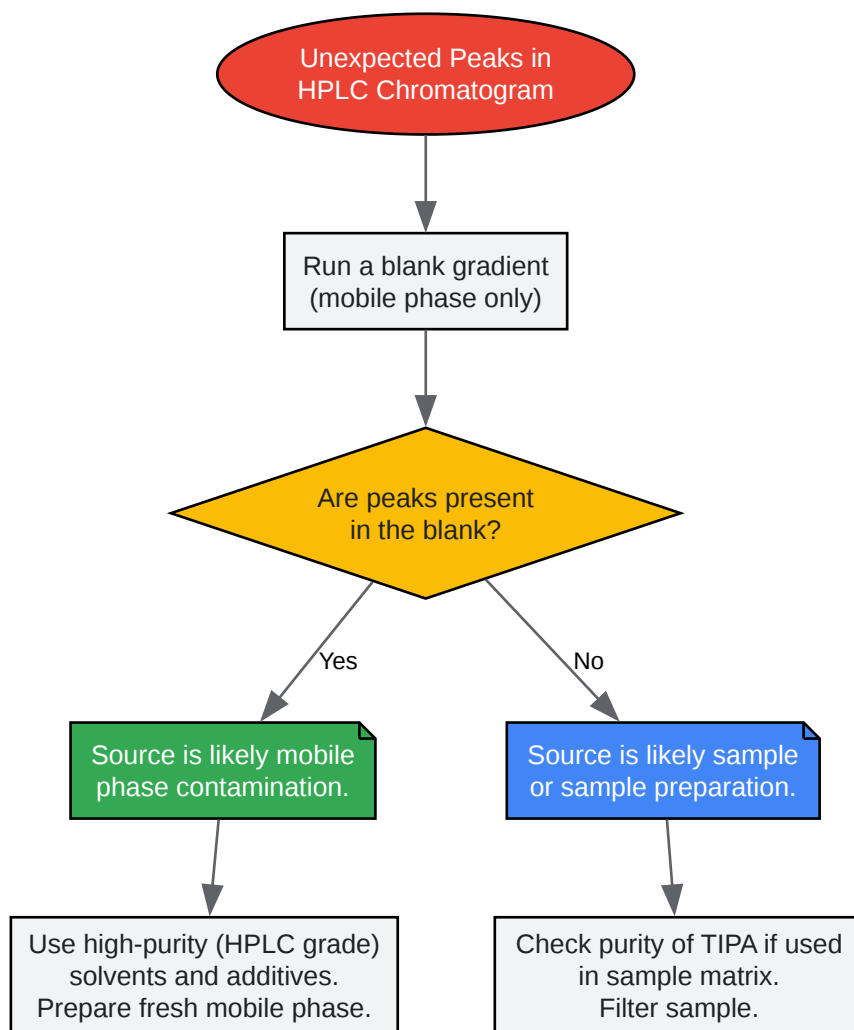 Unexpected Peaks in
HPLC Chromatogram
Run a blank gradient
(mobile phase only)
Are peaks present
in the blank?
Yes
No
Source is likely mobile
phase contamination.
Source is likely sample
or sample preparation.
Use high-purity (HPLC grade)
solvents and additives.
Prepare fresh mobile phase.
Check purity of TIPA if used
in sample matrix.
Filter sample.